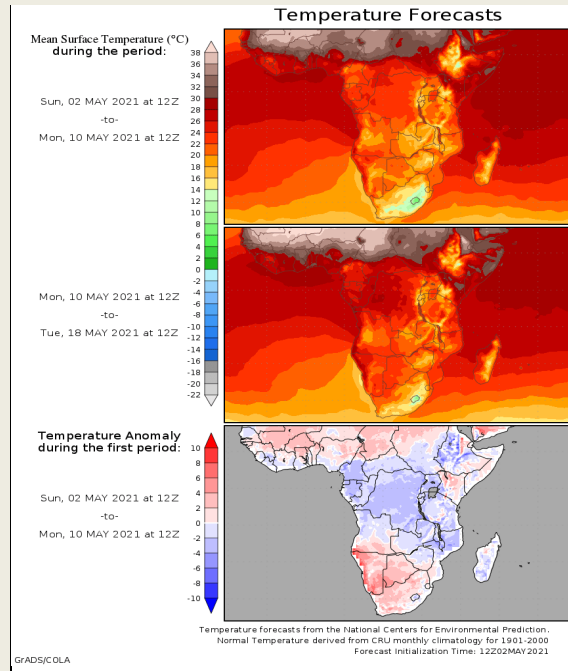 Temperature Forecasts
Mean Surface Temperature (°C)
during the period:
Sun, 02 MAY 2021 at 12Z
-to-
Mon, 10 MAY 2021 at 12Z
38
36
34
32
30
28
26
24
22
20
18
16
14
12
10
8
6
4
2
0
-2
-4
-6
-8
-10
-12
-14
-16
-18
-20
-22
Mon, 10 MAY 2021 at 12Z
-to-
Tue, 18 MAY 2021 at 12Z
Temperature Anomaly
during the first period:
Sun, 02 MAY 2021 at 12Z
-to-
Mon, 10 MAY 2021 at 12Z
10
8
6
4
2
0
-2
-4
-6
-8
-10
Temperature forecasts from the National Centers for Environmental Prediction.
Normal Temperature derived from CRU monthly climatology for 1901-2000
Forecast Initialization Time: 12Z02MAY2021
GrADS/COLA